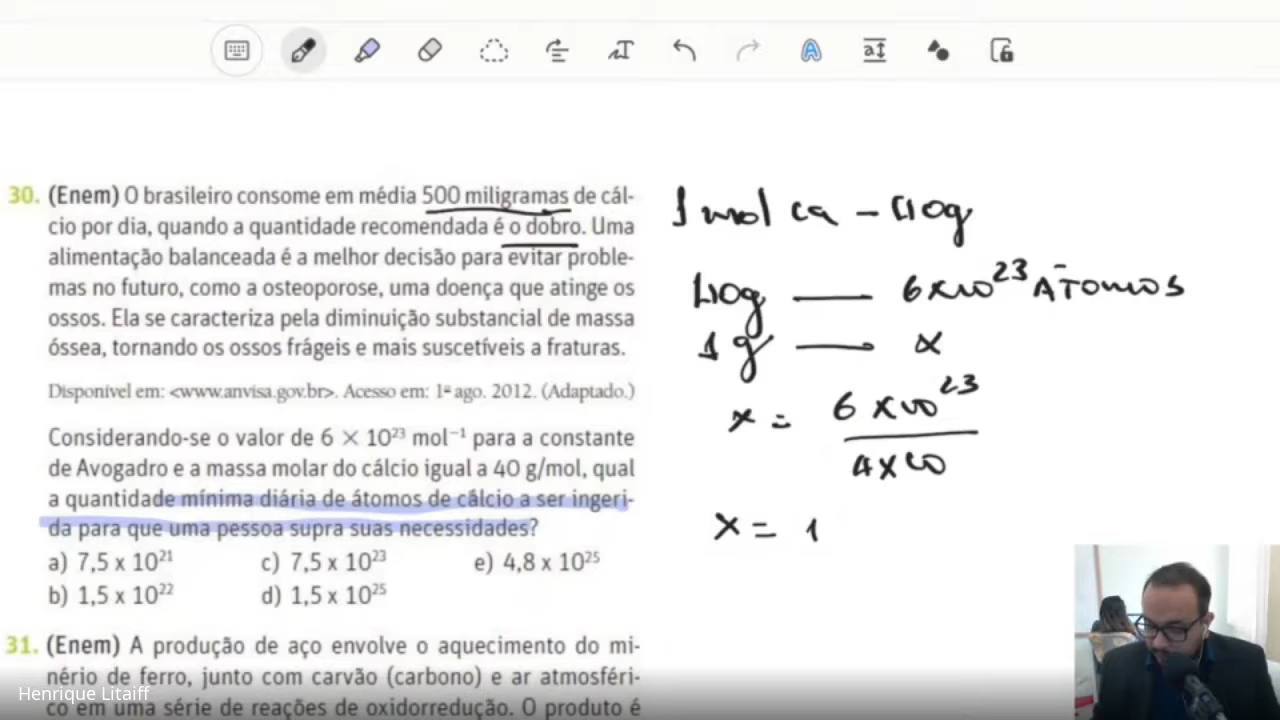 30. (Enem) O brasileiro consome em média 500 miligramas de cál-
cio por dia, quando a quantidade recomendada é o dobro. Uma
alimentação balanceada é a melhor decisão para evitar proble-
mas no futuro, como a osteoporose, uma doença que atinge os
ossos. Ela se caracteriza pela diminuição substancial de massa
óssea, tornando os ossos frágeis e mais suscetíveis a fraturas.
Disponível em: <www.anvisa.gov.br>. Acesso em: 1º ago. 2012. (Adaptado.)
Considerando-se o valor de 6 × 10²³ mol⁻¹ para a constante
de Avogadro e a massa molar do cálcio igual a 40 g/mol, qual
a quantidade mínima diária de átomos de cálcio a ser ingeri-
da para que uma pessoa supra suas necessidades?
a) 7,5 x 10²¹ c) 7,5 x 10²³ e) 4,8 x 10²⁵
b) 1,5 x 10²² d) 1,5 x 10²⁵
31. (Enem) A produção de aço envolve o aquecimento do mi-
nério de ferro, junto com carvão (carbono) e ar atmosféri-
co em uma série de reações de oxidorredução. O produto é
1 mol ca - 40g
40g — 6x10²³ ÁTOMOS
1g — x
x = 6 x10²³
4x10
x = 1
Henrique Litaiff